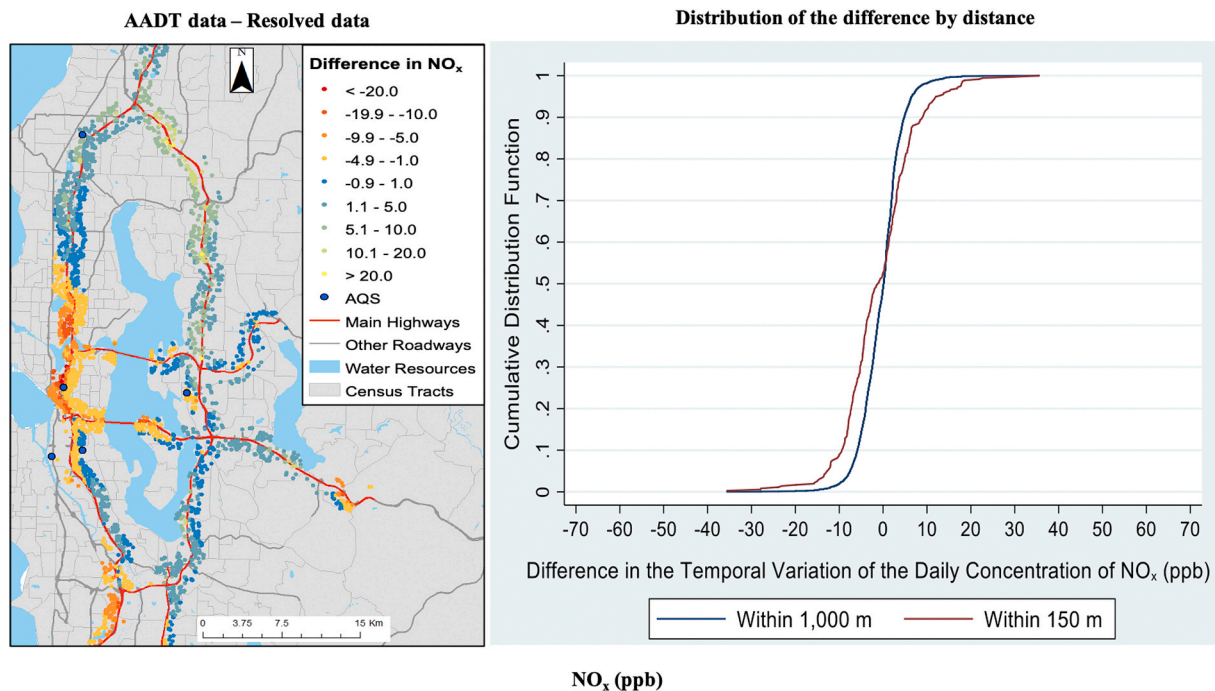 AADT data – Resolved data
N
Difference in NOₓ
< -20.0
-19.9 - -10.0
-9.9 - -5.0
-4.9 - -1.0
-0.9 - 1.0
1.1 - 5.0
5.1 - 10.0
10.1 - 20.0
> 20.0
AQS
Main Highways
Other Roadways
Water Resources
Census Tracts
0 3.75 7.5 15 Km
Distribution of the difference by distance
Cumulative Distribution Function
1
.9
.8
.7
.6
.5
.4
.3
.2
.1
0
-70 -60 -50 -40 -30 -20 -10 0 10 20 30 40 50 60 70
Difference in the Temporal Variation of the Daily Concentration of NOₓ (ppb)
Within 1,000 m Within 150 m
NOₓ (ppb)